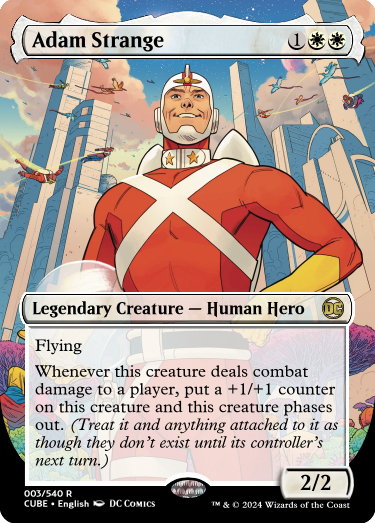 Adam Strange 1
Legendary Creature — Human Hero DC
Flying
Whenever this creature deals combat
damage to a player, put a +1/+1 counter
on this creature and this creature phases
out. (Treat it and anything attached to it as
though they don't exist until its controller's
next turn.)
2/2
003/540 R
CUBE • English DC COMICS
™ & © 2024 Wizards of the Coast